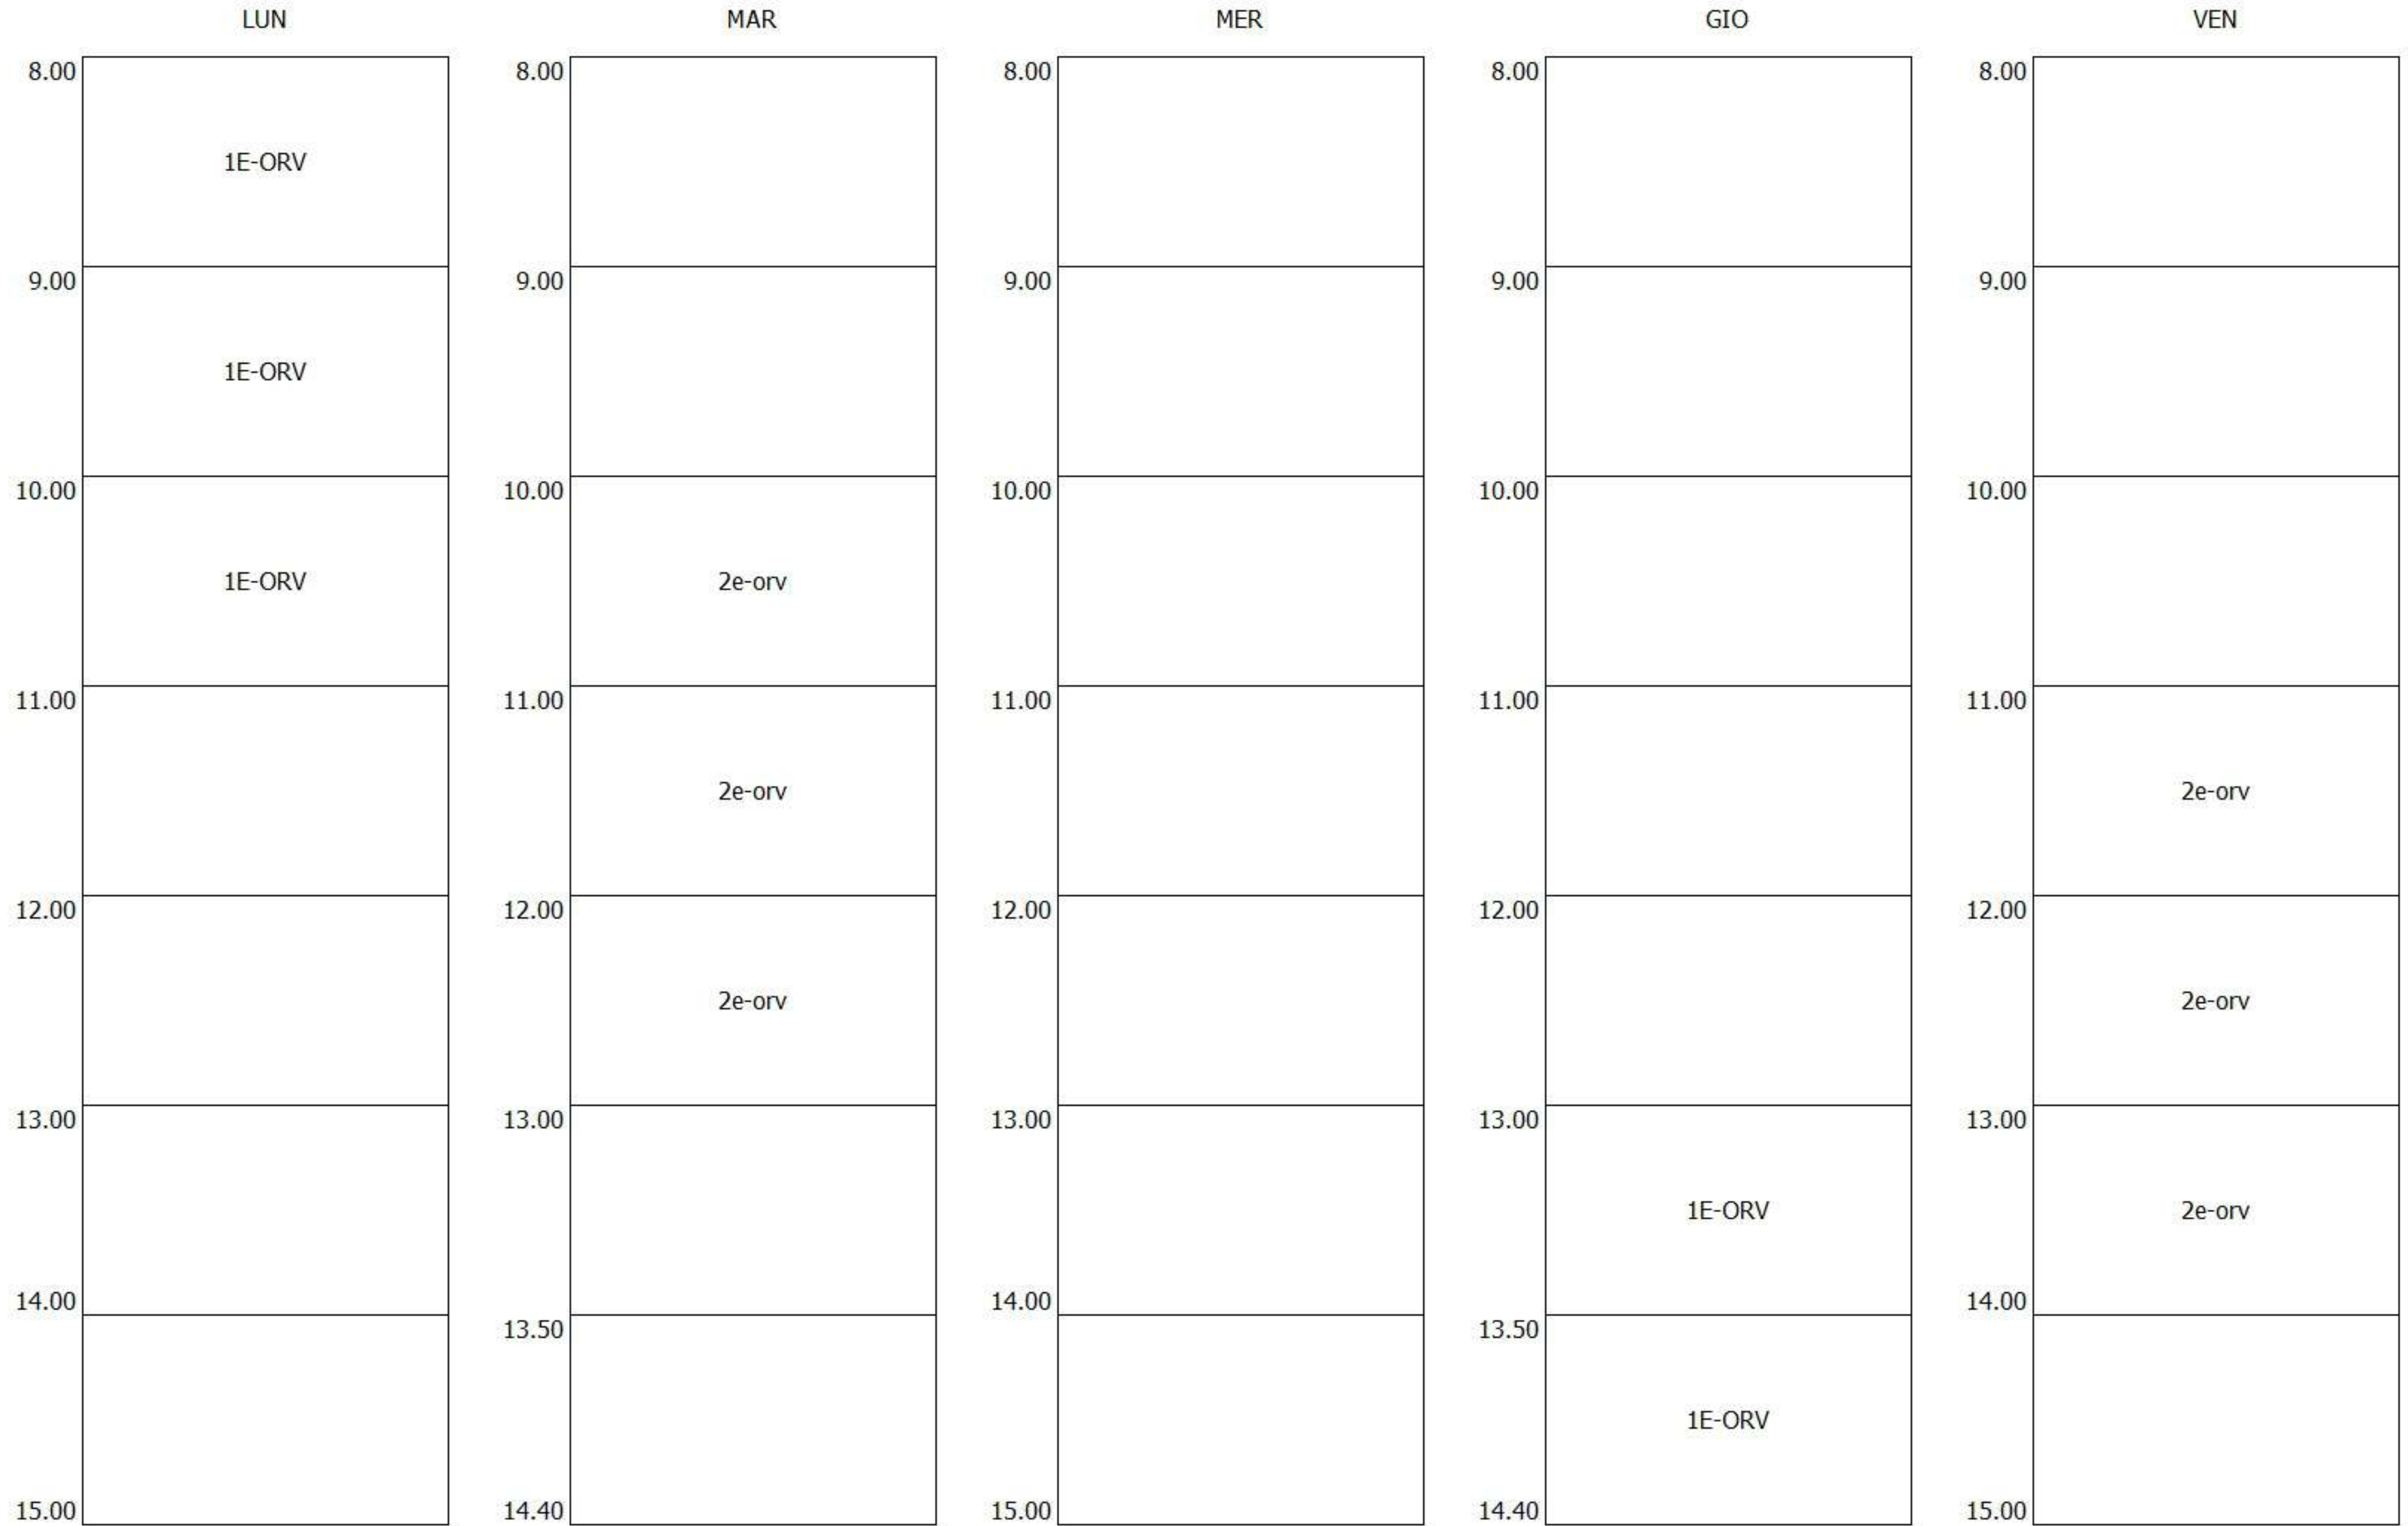 LUN MAR MER GIO VEN
8.00 8.00 8.00 8.00 8.00
1E-ORV
9.00 9.00 9.00 9.00 9.00
1E-ORV
10.00 10.00 10.00 10.00 10.00
1E-ORV 2e-orv
11.00 11.00 11.00 11.00 11.00
2e-orv 2e-orv
12.00 12.00 12.00 12.00 12.00
2e-orv 2e-orv
13.00 13.00 13.00 13.00 13.00
1E-ORV 2e-orv
14.00 14.00 14.00
13.50 13.50
1E-ORV
15.00 14.40 15.00 14.40 15.00